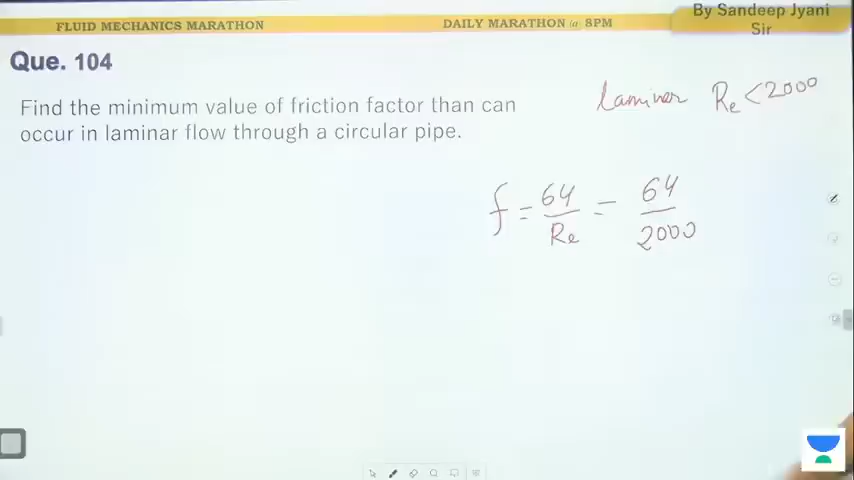 FLUID MECHANICS MARATHON
DAILY MARATHON @ 8PM
By Sandeep Jyani
Sir
Que. 104
Find the minimum value of friction factor than can
occur in laminar flow through a circular pipe.
laminar Re < 2000
f = 64/Re = 64/2000